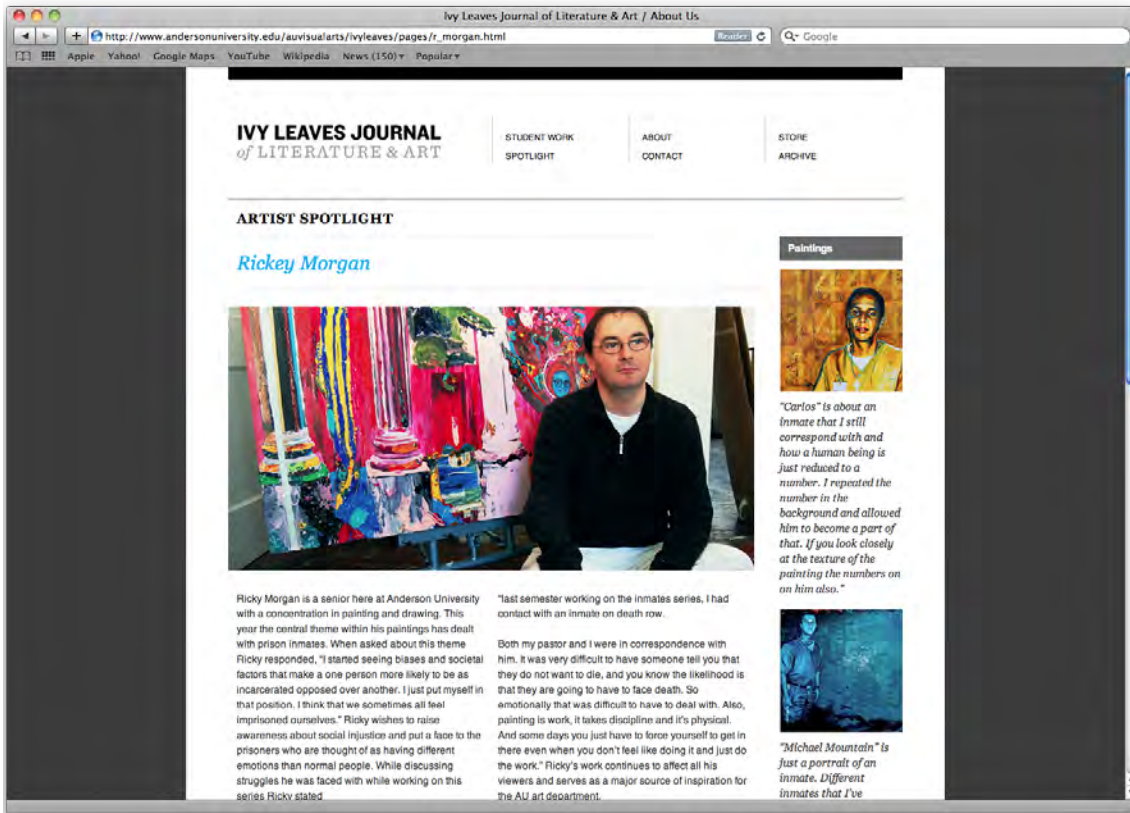 Ivy Leaves Journal of Literature & Art / About Us
http://www.andersonuniversity.edu/auvisualarts/ivyleaves/pages/r_morgan.html
Reader
Google
Apple Yahoo! Google Maps YouTube Wikipedia News (150) Popular
IVY LEAVES JOURNAL
of LITERATURE & ART
STUDENT WORK
SPOTLIGHT
ABOUT
CONTACT
STORE
ARCHIVE
ARTIST SPOTLIGHT
Rickey Morgan
Ricky Morgan is a senior here at Anderson University
with a concentration in painting and drawing. This
year the central theme within his paintings has dealt
with prison inmates. When asked about this theme
Ricky responded, "I started seeing biases and societal
factors that make a one person more likely to be as
incarcerated opposed over another. I just put myself in
that position. I think that we sometimes all feel
imprisoned ourselves." Ricky wishes to raise
awareness about social injustice and put a face to the
prisoners who are thought of as having different
emotions than normal people. While discussing
struggles he was faced with while working on this
series Ricky stated
"last semester working on the inmates series, I had
contact with an inmate on death row.
Both my pastor and I were in correspondence with
him. It was very difficult to have someone tell you that
they do not want to die, and you know the likelihood is
that they are going to have to face death. So
emotionally that was difficult to have to deal with. Also,
painting is work, it takes discipline and it's physical.
And some days you just have to force yourself to get in
there even when you don't feel like doing it and just do
the work." Ricky's work continues to affect all his
viewers and serves as a major source of inspiration for
the AU art department.
Paintings
"Carlos" is about an
inmate that I still
correspond with and
how a human being is
just reduced to a
number. I repeated the
number in the
background and allowed
him to become a part of
that. If you look closely
at the texture of the
painting the numbers on
on him also."
"Michael Mountain" is
just a portrait of an
inmate. Different
inmates that I've